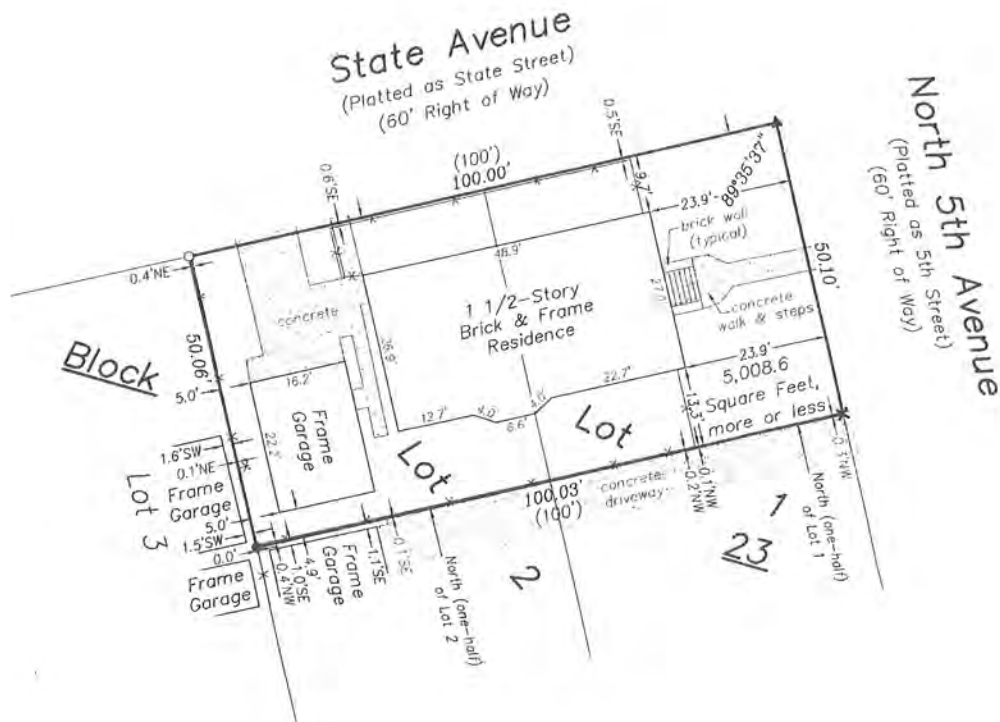 State Avenue
(Platted as State Street)
(60' Right of Way)
North 5th Avenue
(Platted as 5th Street)
(60' Right of Way)
(100')
100.00'
0.6'SE
0.5'SE
9.7'
89°35'37"
23.9'
brick wall
(typical)
50.10'
0.4'NE
48.9'
27.0'
concrete
1 1/2-Story
Brick & Frame
Residence
concrete
walk & steps
Block
50.06'
5.0'
16.2'
22.7'
23.9'
5,008.6
Square Feet,
more or less
12.7'
4.0'
6.6'
13.3'
Frame
Garage
Lot
Lot
1.6'SW
0.1'NE
Frame
Garage
Lot 3
5.0'
1.5'SW
0.0'
Frame
Garage
0.4'NW
1.0'SE
4.9'
Frame
Garage
1.1'SE
0.1'SE
North (one-half)
of Lot 2
2
100.03'
(100')
concrete
driveway
0.2'NW
0.1'NW
23
1
North (one-half)
of Lot 1
0.3'NW